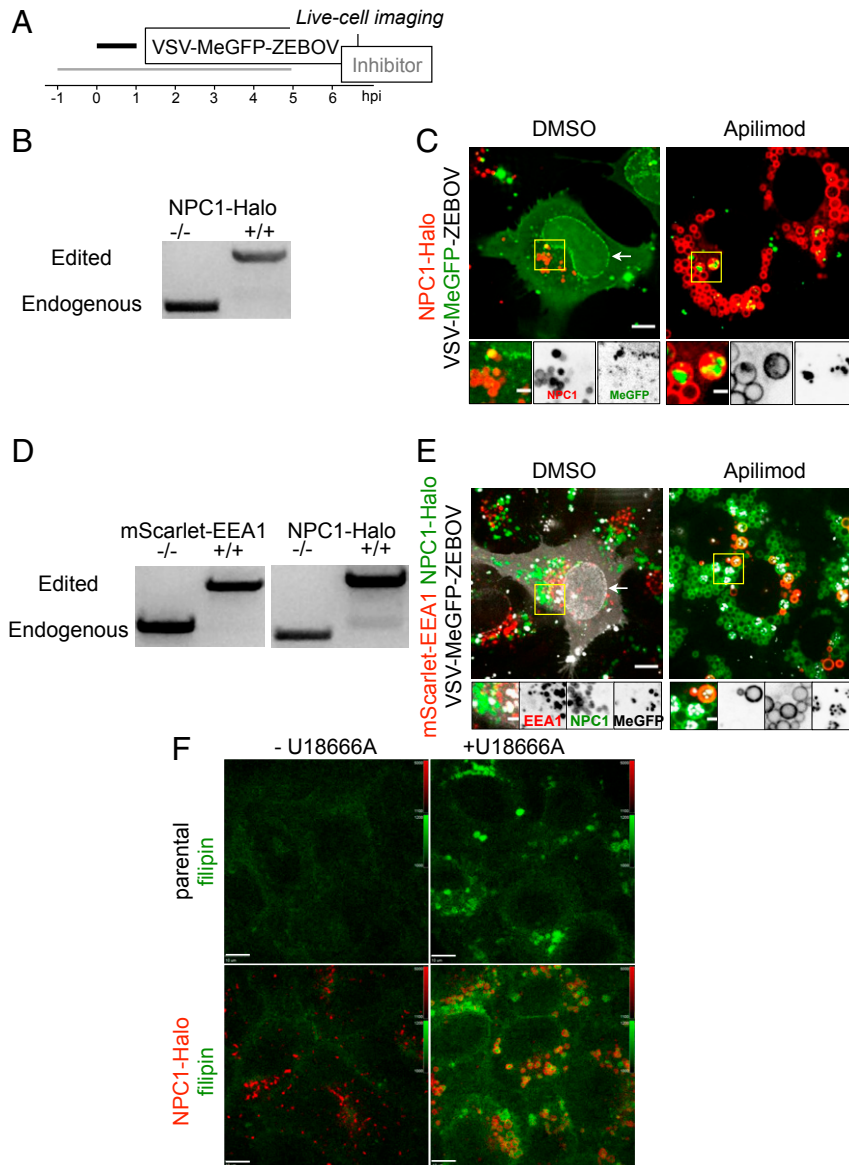 A
Live-cell imaging
VSV-MeGFP-ZEBOV
Inhibitor
-1 0 1 2 3 4 5 6 hpi
B
NPC1-Halo
-/- +/+
Edited
Endogenous
C
DMSO Apilimod
NPC1-Halo
VSV-MeGFP-ZEBOV
NPC1 MeGFP
D
mScarlet-EEA1 NPC1-Halo
-/- +/+ -/- +/+
Edited
Endogenous
E
DMSO Apilimod
mScarlet-EEA1 NPC1-Halo
VSV-MeGFP-ZEBOV
EEA1 NPC1 MeGFP
F
- U18666A +U18666A
parental
filipin
NPC1-Halo
filipin